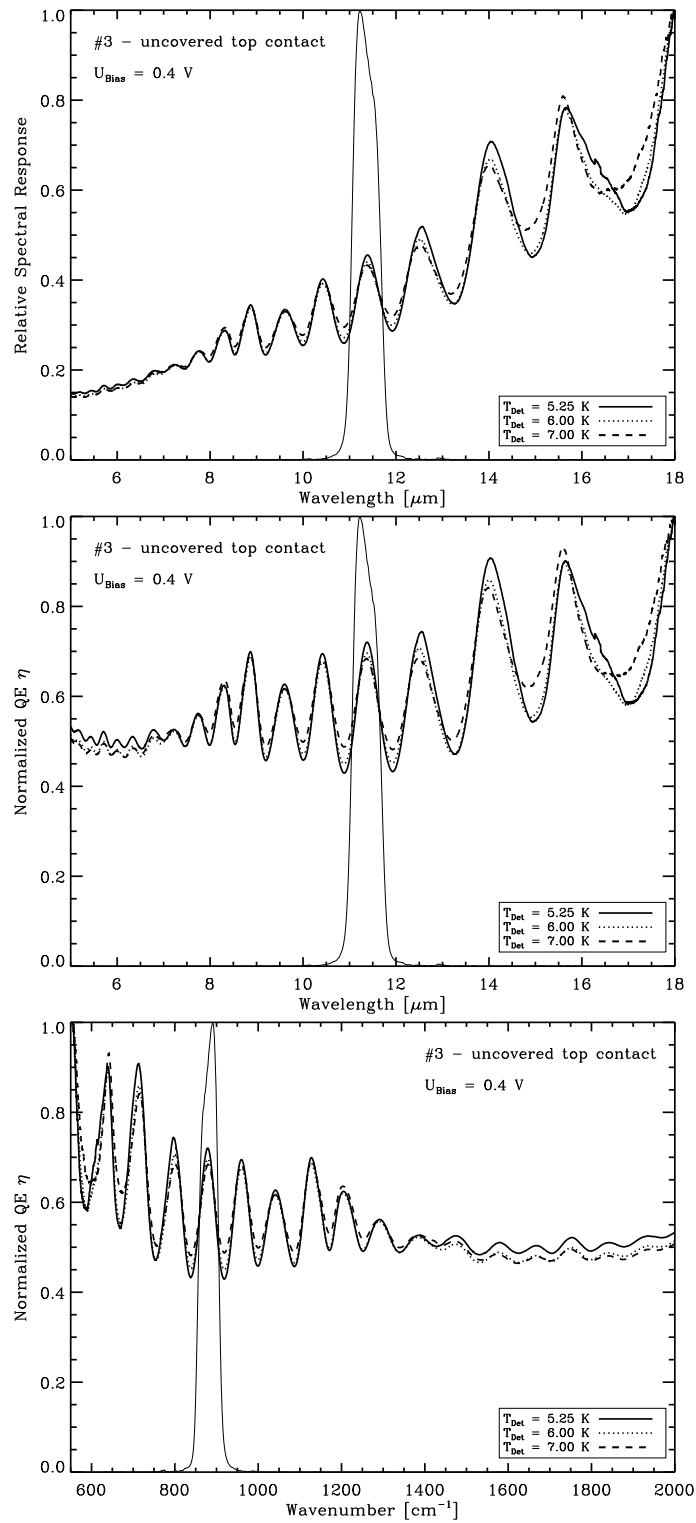 #3 – uncovered top contact
U_Bias = 0.4 V
Relative Spectral Response
1.0
0.8
0.6
0.4
0.2
0.0
T_Det = 5.25 K
T_Det = 6.00 K
T_Det = 7.00 K
6 8 10 12 14 16 18
Wavelength [μm]
#3 – uncovered top contact
U_Bias = 0.4 V
Normalized QE η
1.0
0.8
0.6
0.4
0.2
0.0
T_Det = 5.25 K
T_Det = 6.00 K
T_Det = 7.00 K
6 8 10 12 14 16 18
Wavelength [μm]
#3 – uncovered top contact
U_Bias = 0.4 V
Normalized QE η
1.0
0.8
0.6
0.4
0.2
0.0
T_Det = 5.25 K
T_Det = 6.00 K
T_Det = 7.00 K
600 800 1000 1200 1400 1600 1800 2000
Wavenumber [cm⁻¹]